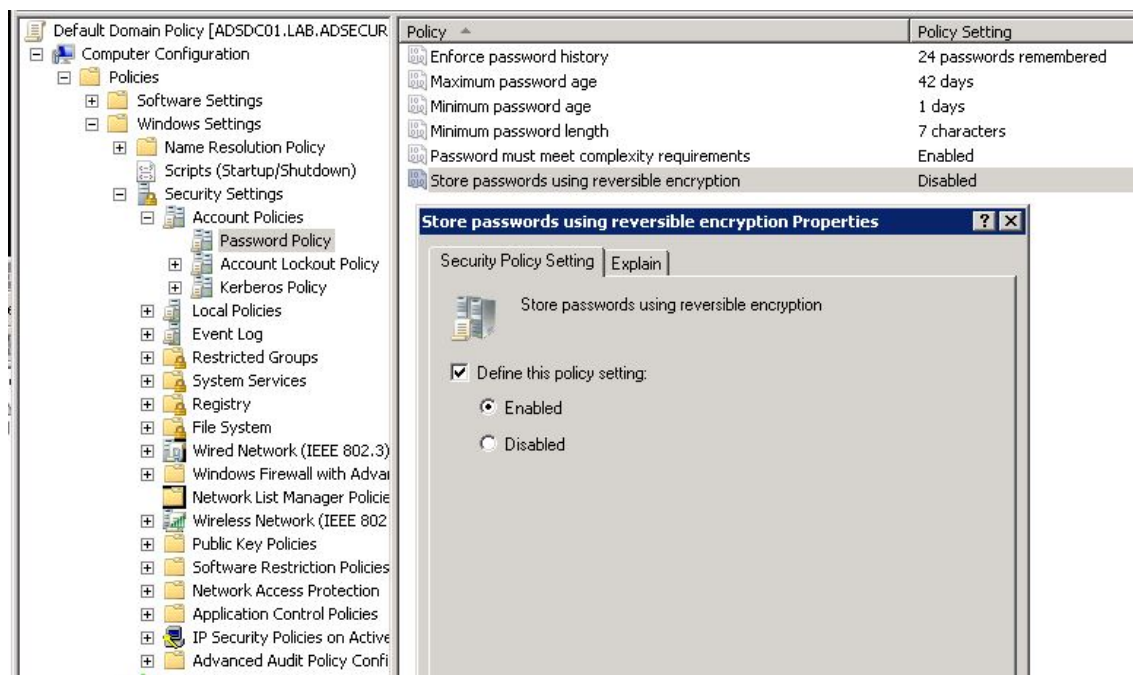 Default Domain Policy [ADSDC01.LAB.ADSECUR
Computer Configuration
Policies
Software Settings
Windows Settings
Name Resolution Policy
Scripts (Startup/Shutdown)
Security Settings
Account Policies
Password Policy
Account Lockout Policy
Kerberos Policy
Local Policies
Event Log
Restricted Groups
System Services
Registry
File System
Wired Network (IEEE 802.3)
Windows Firewall with Advar
Network List Manager Policie
Wireless Network (IEEE 802
Public Key Policies
Software Restriction Policies
Network Access Protection
Application Control Policies
IP Security Policies on Active
Advanced Audit Policy Confi
Policy Policy Setting
Enforce password history 24 passwords remembered
Maximum password age 42 days
Minimum password age 1 days
Minimum password length 7 characters
Password must meet complexity requirements Enabled
Store passwords using reversible encryption Disabled
Store passwords using reversible encryption Properties
Security Policy Setting Explain
Store passwords using reversible encryption
Define this policy setting:
Enabled
Disabled